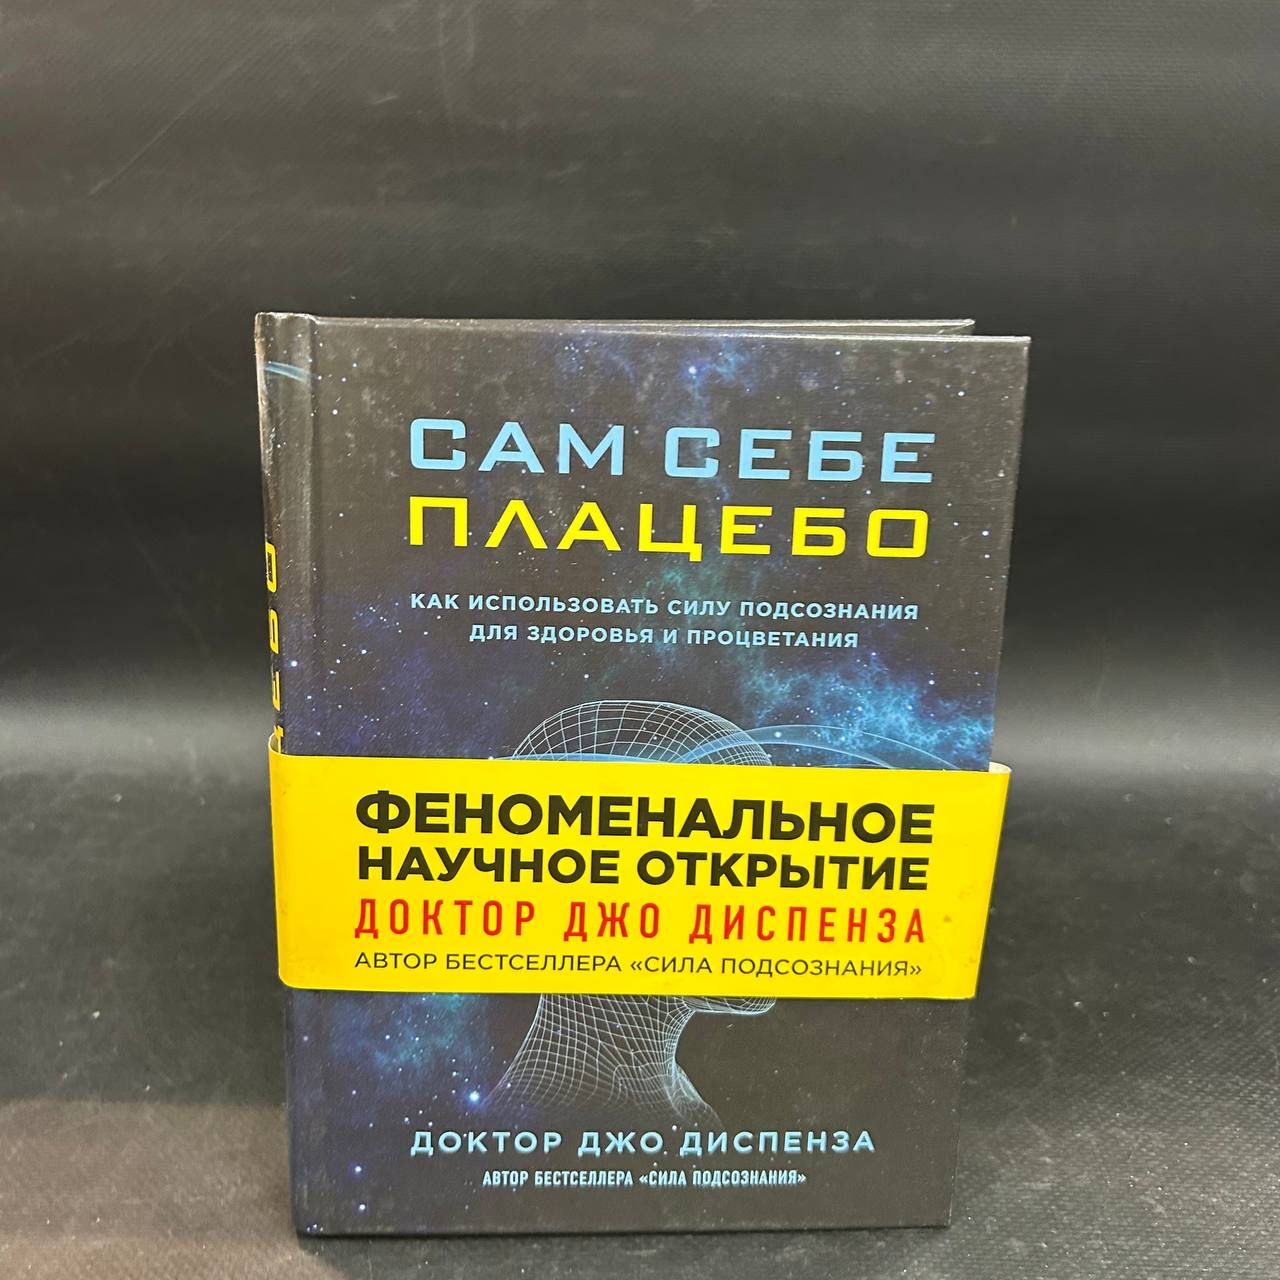 САМ СЕБЕ
ПЛАЦЕБО
КАК ИСПОЛЬЗОВАТЬ СИЛУ ПОДСОЗНАНИЯ
ДЛЯ ЗДОРОВЬЯ И ПРОЦВЕТАНИЯ
ФЕНОМЕНАЛЬНОЕ
НАУЧНОЕ ОТКРЫТИЕ
ДОКТОР ДЖО ДИСПЕНЗА
АВТОР БЕСТСЕЛЛЕРА «СИЛА ПОДСОЗНАНИЯ»
ДОКТОР ДЖО ДИСПЕНЗА
АВТОР БЕСТСЕЛЛЕРА «СИЛА ПОДСОЗНАНИЯ»